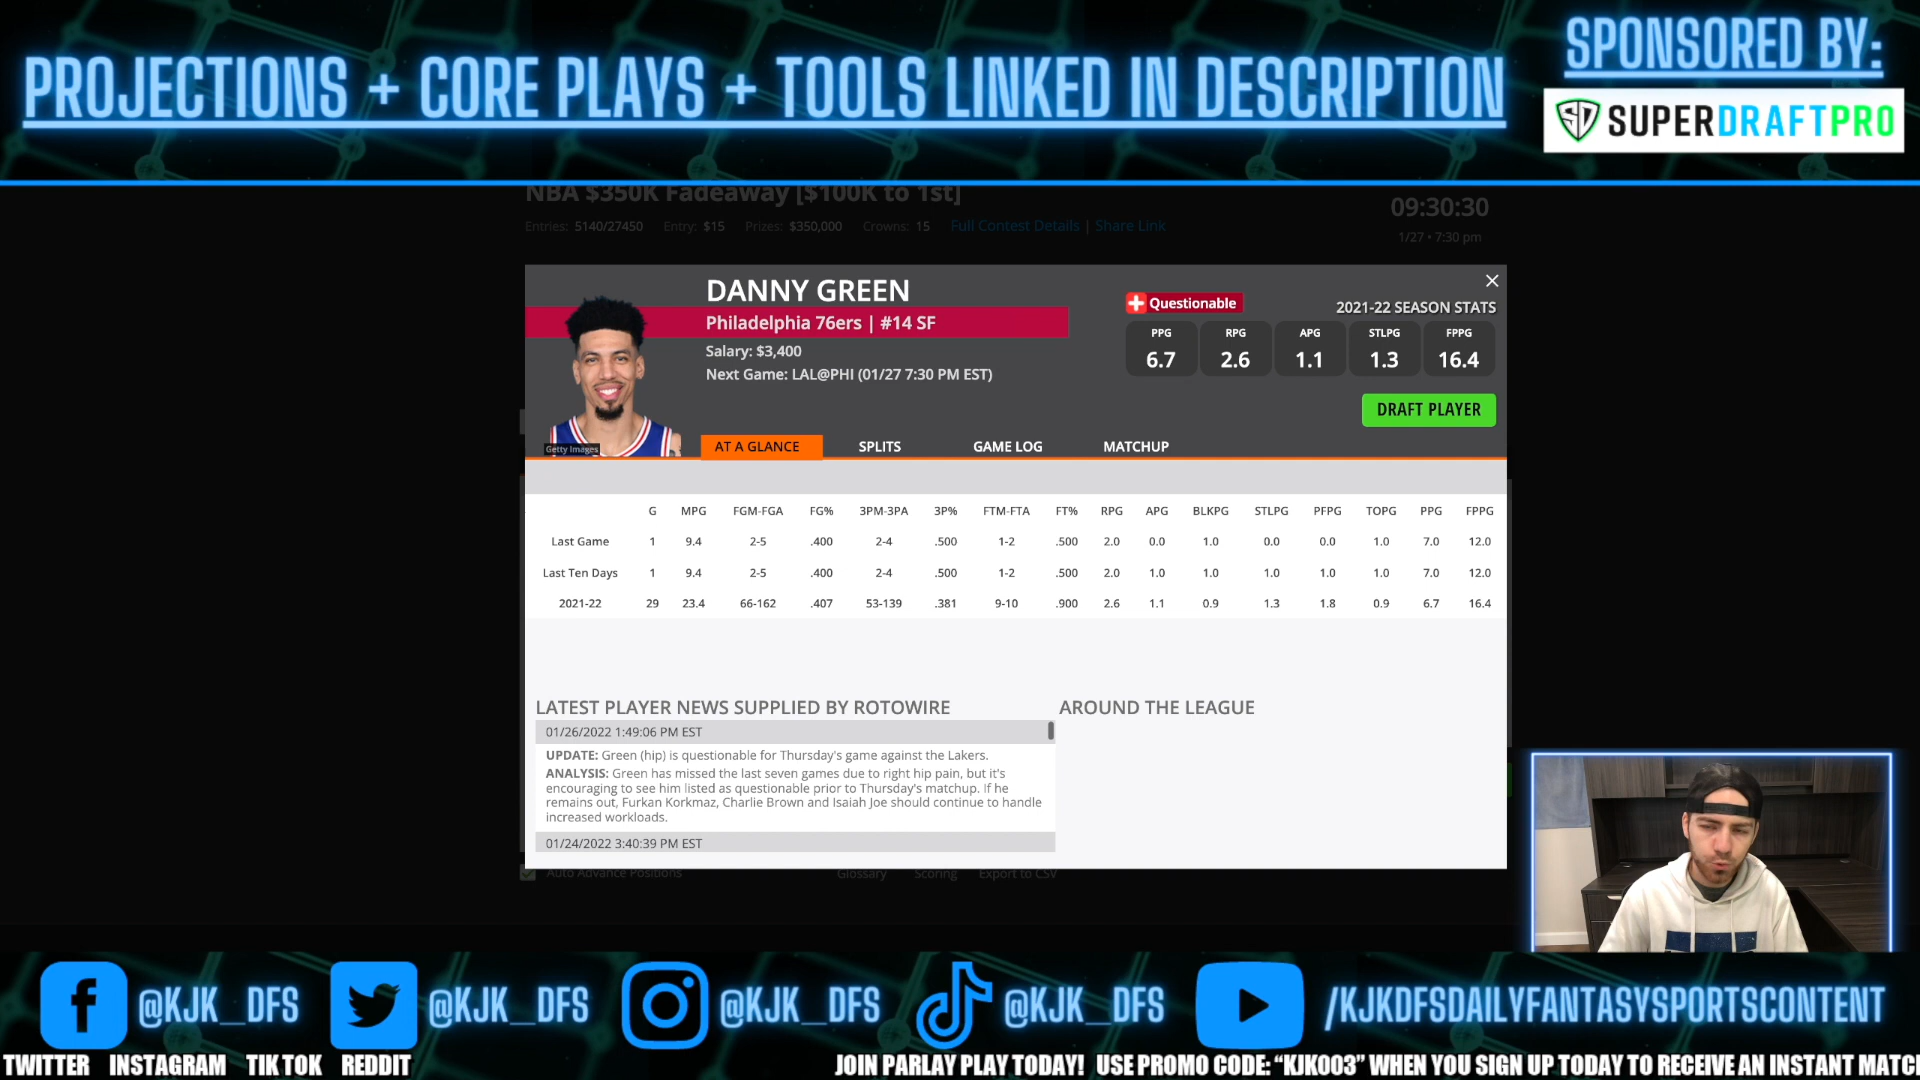 PROJECTIONS + CORE PLAYS + TOOLS LINKED IN DESCRIPTION
SPONSORED BY:
SD SUPERDRAFTPRO
NBA $350K Fadeaway [$100K to 1st]
Entries: 5140/27450 Entry: $15 Prizes: $350,000 Crowns: 15 Full Contest Details | Share Link
09:30:30
1/27 • 7:30 pm
DANNY GREEN
Philadelphia 76ers | #14 SF
Salary: $3,400
Next Game: LAL@PHI (01/27 7:30 PM EST)
Questionable
2021-22 SEASON STATS
PPG RPG APG STLPG FPPG
6.7 2.6 1.1 1.3 16.4
DRAFT PLAYER
Getty Images
AT A GLANCE SPLITS GAME LOG MATCHUP
G MPG FGM-FGA FG% 3PM-3PA 3P% FTM-FTA FT% RPG APG BLKPG STLPG PFPG TOPG PPG FPPG
Last Game 1 9.4 2-5 .400 2-4 .500 1-2 .500 2.0 0.0 1.0 0.0 0.0 1.0 7.0 12.0
Last Ten Days 1 9.4 2-5 .400 2-4 .500 1-2 .500 2.0 1.0 1.0 1.0 1.0 1.0 7.0 12.0
2021-22 29 23.4 66-162 .407 53-139 .381 9-10 .900 2.6 1.1 0.9 1.3 1.8 0.9 6.7 16.4
LATEST PLAYER NEWS SUPPLIED BY ROTOWIRE
AROUND THE LEAGUE
01/26/2022 1:49:06 PM EST
UPDATE: Green (hip) is questionable for Thursday's game against the Lakers.
ANALYSIS: Green has missed the last seven games due to right hip pain, but it's
encouraging to see him listed as questionable prior to Thursday's matchup. If he
remains out, Furkan Korkmaz, Charlie Brown and Isaiah Joe should continue to handle
increased workloads.
01/24/2022 3:40:39 PM EST
Auto Advance Positions Glossary Scoring Export to CSV
@KJK_DFS @KJK_DFS @KJK_DFS @KJK_DFS /KJKDFSDAILYFANTASYSPORTSCONTENT
TWITTER INSTAGRAM TIK TOK REDDIT
JOIN PARLAY PLAY TODAY! USE PROMO CODE: “KJK003” WHEN YOU SIGN UP TODAY TO RECEIVE AN INSTANT